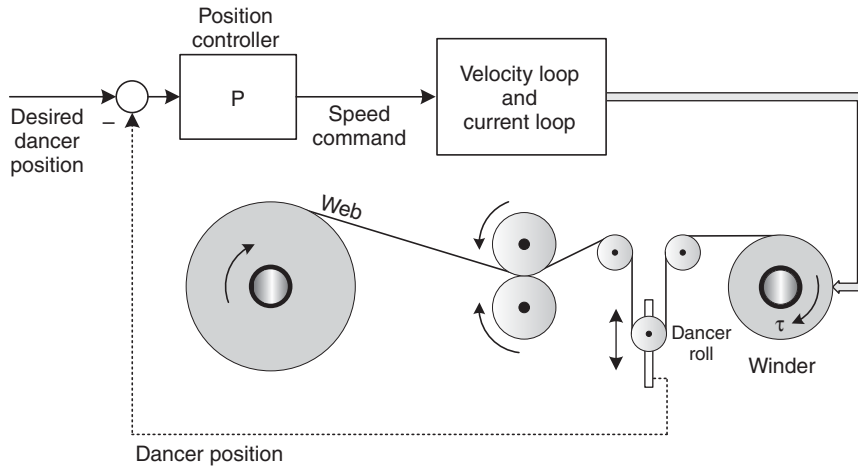 Position
controller
P
Velocity loop
and
current loop
Desired
dancer
position
–
Speed
command
Web
Dancer
roll
τ
Winder
Dancer position